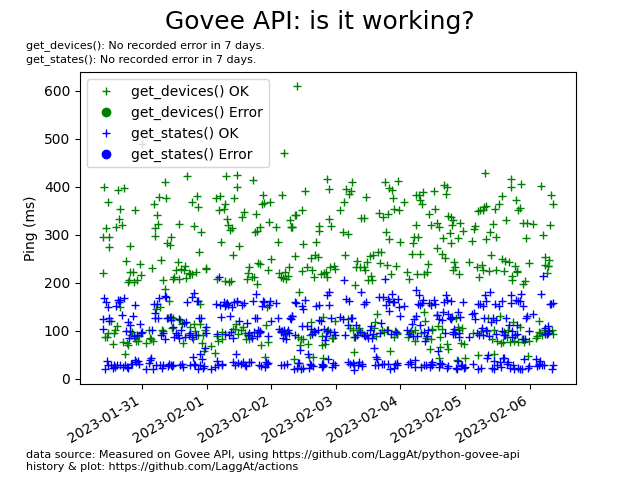 Govee API: is it working?
get_devices(): No recorded error in 7 days.
get_states(): No recorded error in 7 days.
600
500
400
300
200
100
0
Ping (ms)
get_devices() OK
get_devices() Error
get_states() OK
get_states() Error
2023-01-31
2023-02-01
2023-02-02
2023-02-03
2023-02-04
2023-02-05
2023-02-06
data source: Measured on Govee API, using https://github.com/LaggAt/python-govee-api
history & plot: https://github.com/LaggAt/actions